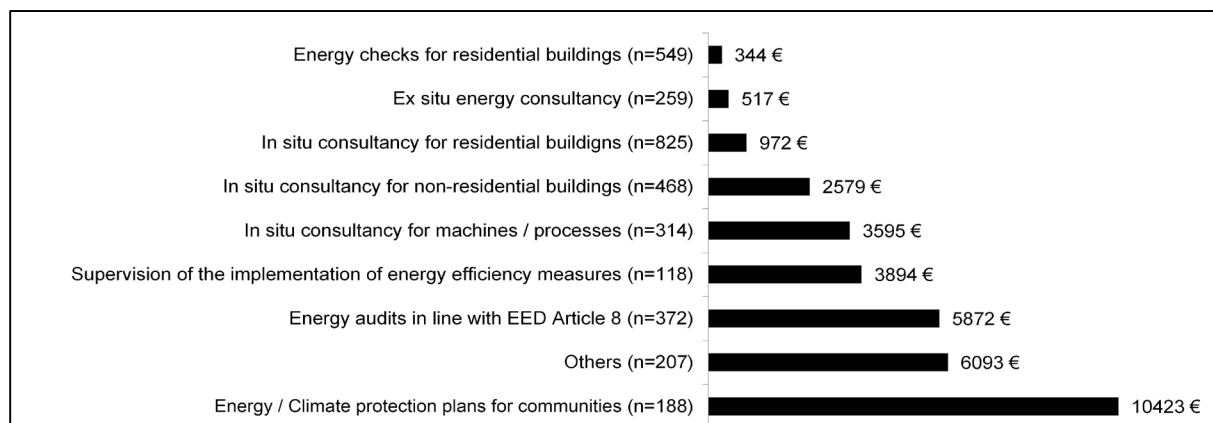 Energy checks for residential buildings (n=549) 344 €
Ex situ energy consultancy (n=259) 517 €
In situ consultancy for residential buildigns (n=825) 972 €
In situ consultancy for non-residential buildings (n=468) 2579 €
In situ consultancy for machines / processes (n=314) 3595 €
Supervision of the implementation of energy efficiency measures (n=118) 3894 €
Energy audits in line with EED Article 8 (n=372) 5872 €
Others (n=207) 6093 €
Energy / Climate protection plans for communities (n=188) 10423 €